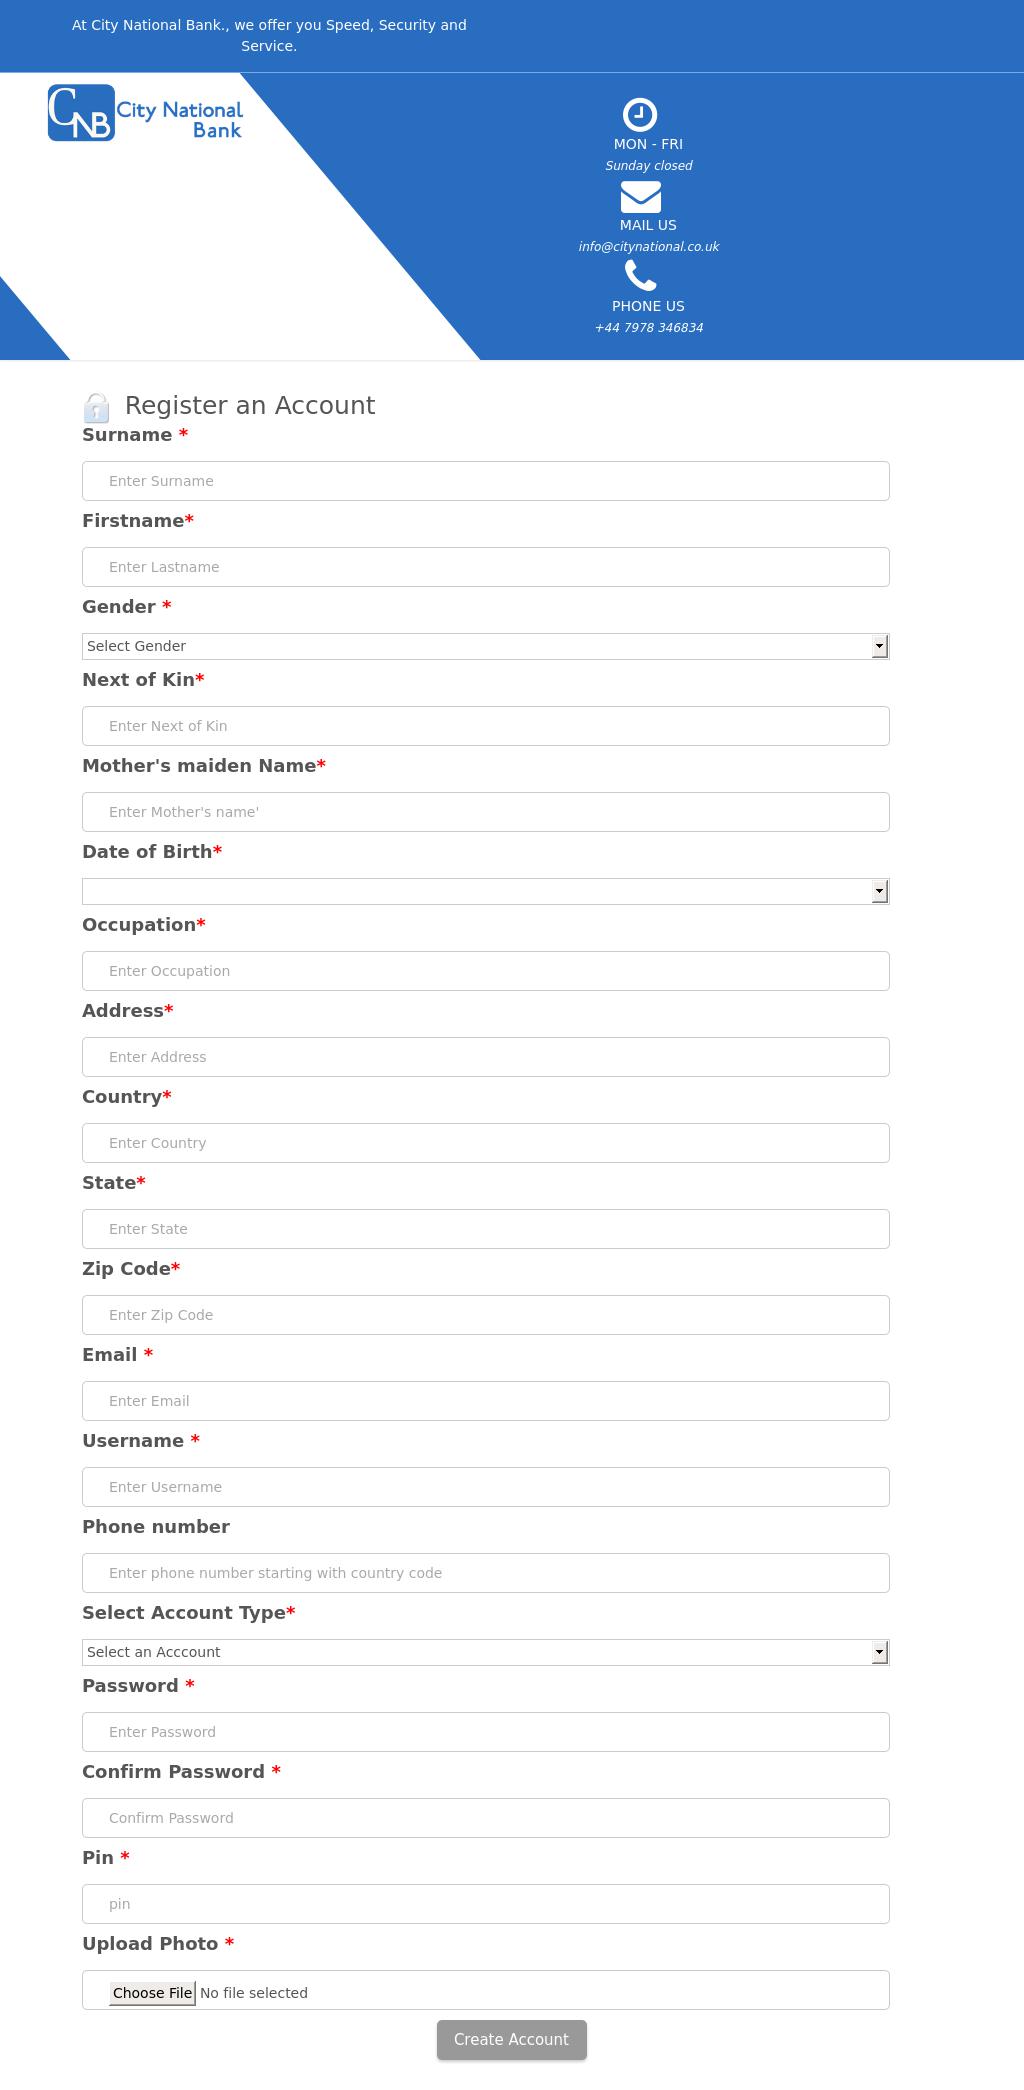 At City National Bank., we offer you Speed, Security and
Service.
CNB City National
Bank
MON - FRI
Sunday closed
MAIL US
info@citynational.co.uk
PHONE US
+44 7978 346834
Register an Account
Surname *
Enter Surname
Firstname*
Enter Lastname
Gender *
Select Gender
Next of Kin*
Enter Next of Kin
Mother's maiden Name*
Enter Mother's name'
Date of Birth*
Occupation*
Enter Occupation
Address*
Enter Address
Country*
Enter Country
State*
Enter State
Zip Code*
Enter Zip Code
Email *
Enter Email
Username *
Enter Username
Phone number
Enter phone number starting with country code
Select Account Type*
Select an Acccount
Password *
Enter Password
Confirm Password *
Confirm Password
Pin *
pin
Upload Photo *
Choose File No file selected
Create Account